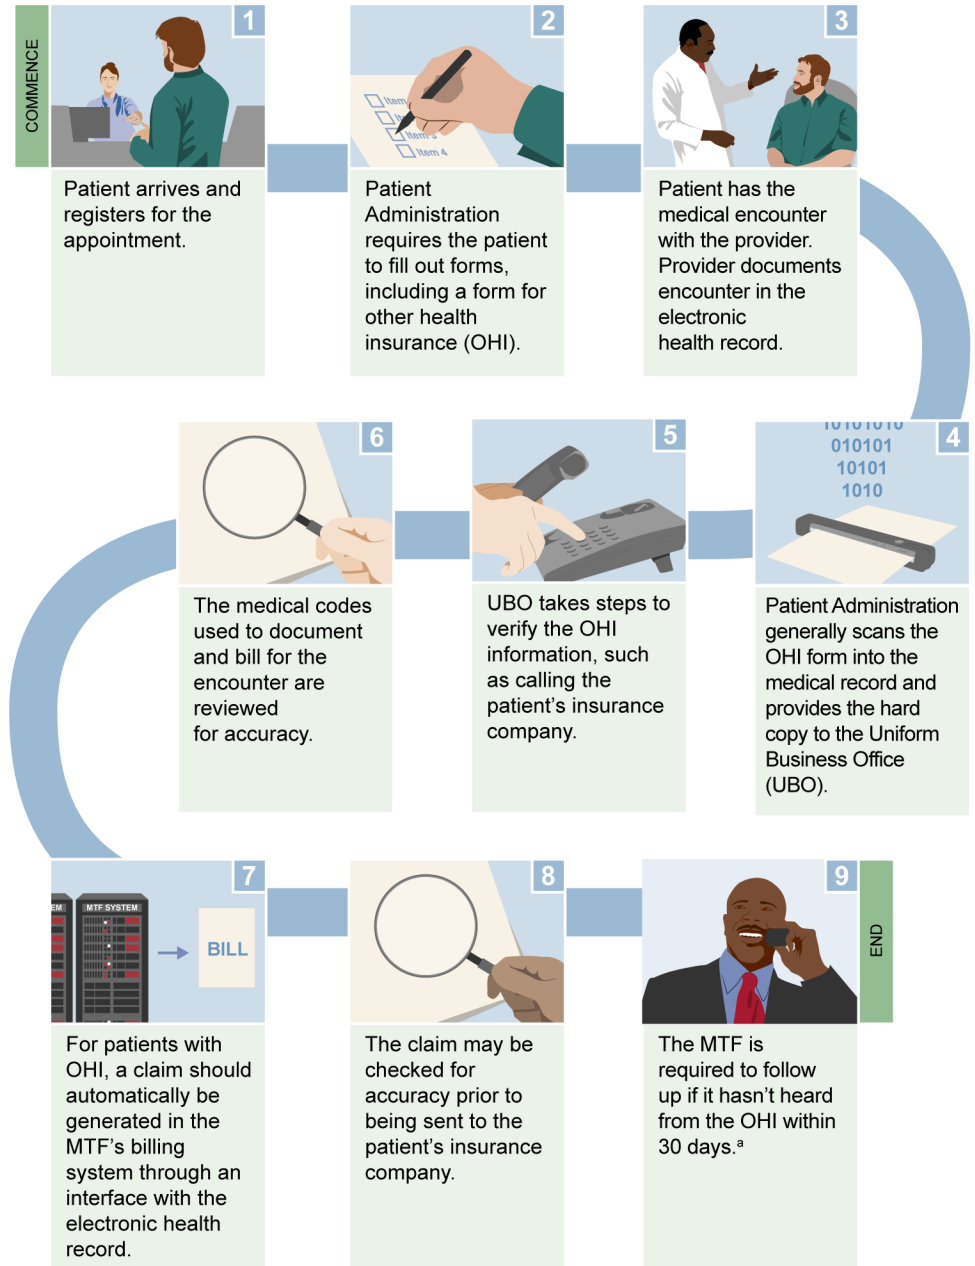 COMMENCE
1
Patient arrives and
registers for the
appointment.
2
Item
Item 3
Item 4
Patient
Administration
requires the patient
to fill out forms,
including a form for
other health
insurance (OHI).
3
Patient has the
medical encounter
with the provider.
Provider documents
encounter in the
electronic
health record.
4
10101010
010101
10101
1010
Patient Administration
generally scans the
OHI form into the
medical record and
provides the hard
copy to the Uniform
Business Office
(UBO).
5
UBO takes steps to
verify the OHI
information, such
as calling the
patient’s insurance
company.
6
The medical codes
used to document
and bill for the
encounter are
reviewed
for accuracy.
7
EM
MTF SYSTEM
BILL
For patients with
OHI, a claim should
automatically be
generated in the
MTF’s billing
system through an
interface with the
electronic health
record.
8
The claim may be
checked for
accuracy prior to
being sent to the
patient’s insurance
company.
9
END
The MTF is
required to follow
up if it hasn’t heard
from the OHI within
30 days.ᵃ